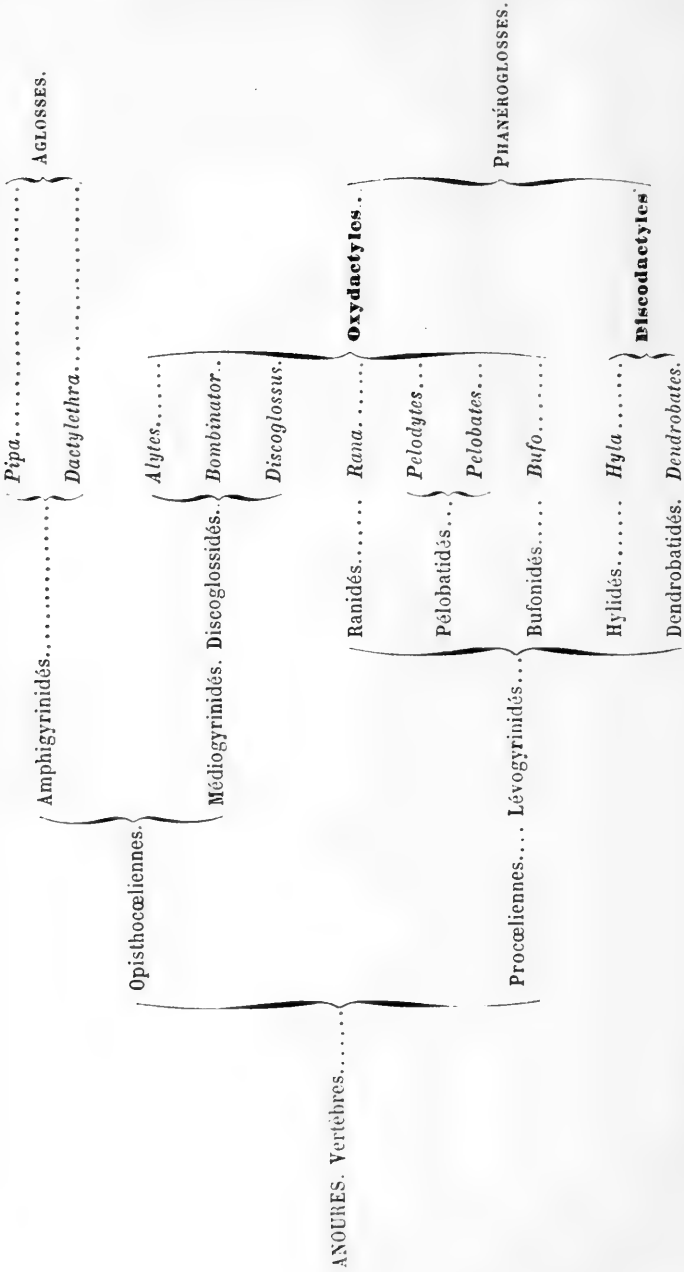 ANOURES. Vertèbres......
Opisthocœliennes.
Amphigyrinidés..............
Pipa........................
Dactylethra..................
AGLOSSES.
Médiogyrinidés. Discoglossidés..
Alytes.......
Bombinator..
Discoglossus.
Procœliennes.... Lévogyrinidés...
Ranidés.......
Rana........
Pélobatidés...
Pelodytes...
Pelobates...
Bufonidés.....
Bufo.......
Oxydactyles...
Hylidés.......
Hyla.......
Dendrobatidés.
Dendrobates.
Discodactyles
PHANÉROGLOSSES.